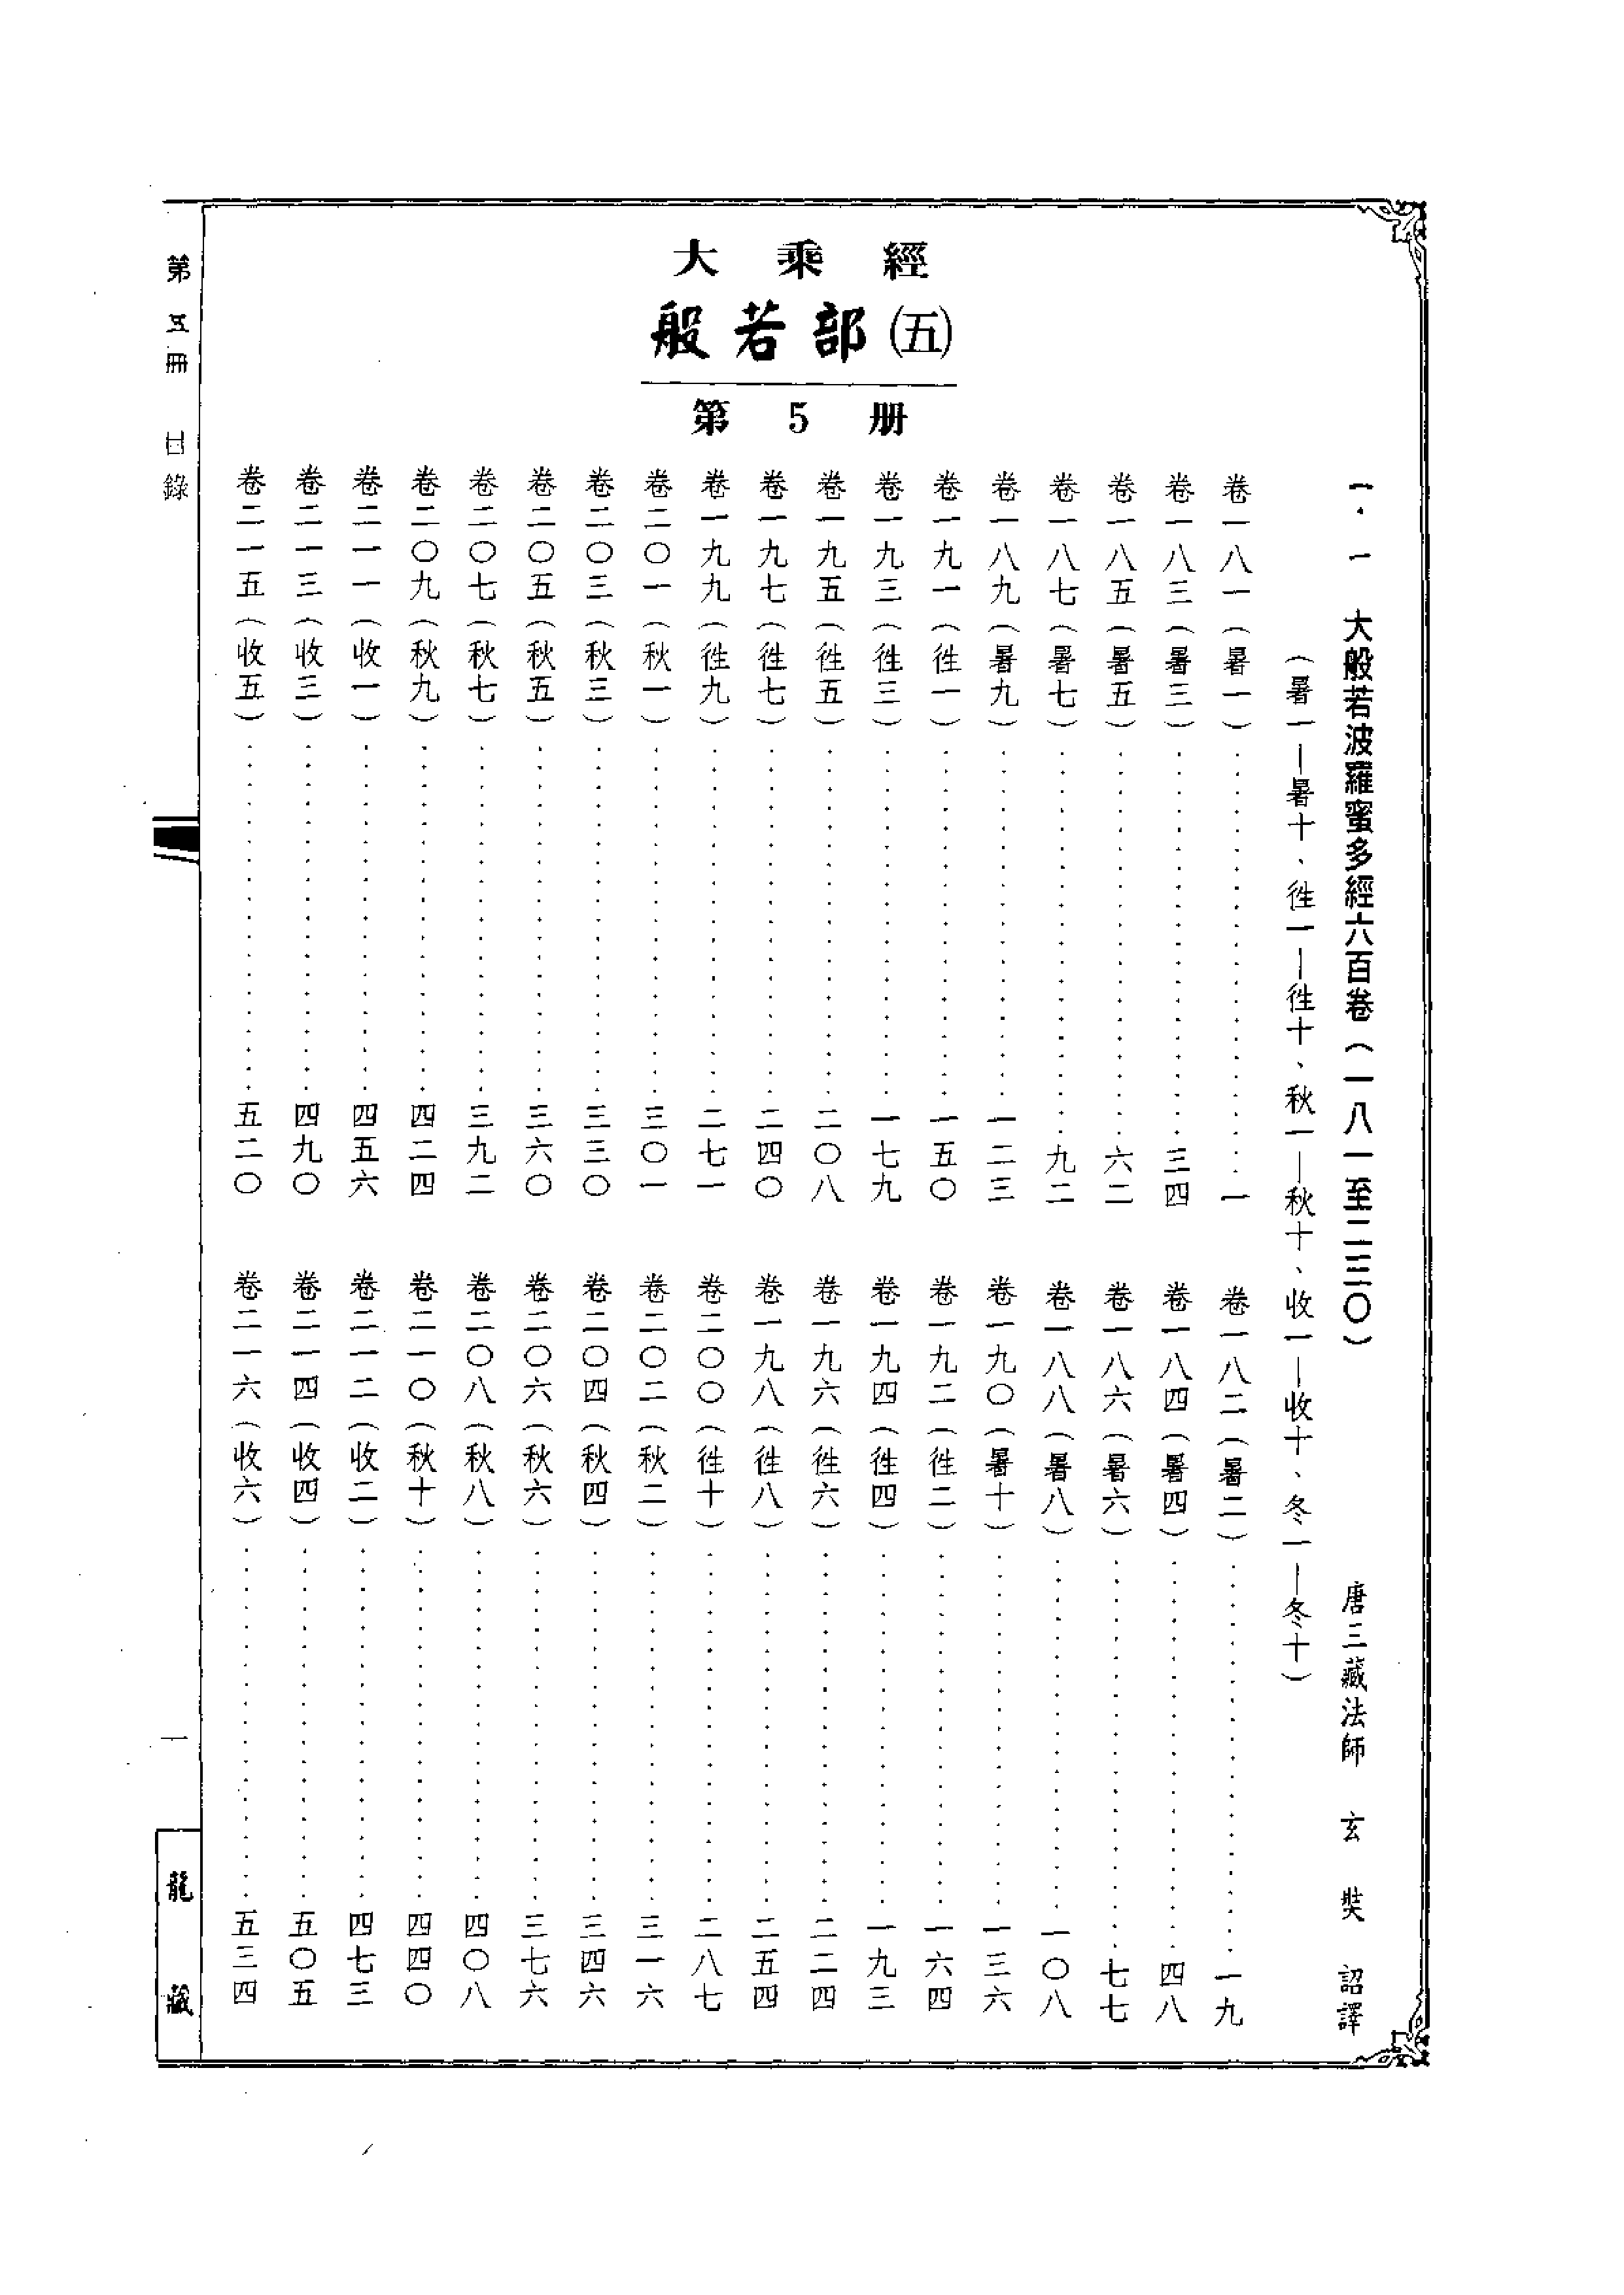 大乘經
般若部㈤
第5册
一·一　大般若波羅蜜多經六百卷（一八一至二三〇）　唐三藏法師　玄奘　詔譯
（暑一—暑十、徃一—徃十、秋一—秋十、收一—收十、冬一—冬十）
卷一八一（暑一）…………一　卷一八二（暑二）…………一九
卷一八三（暑三）…………三四　卷一八四（暑四）…………四八
卷一八五（暑五）…………六二　卷一八六（暑六）…………七七
卷一八七（暑七）…………九二　卷一八八（暑八）…………一〇八
卷一八九（暑九）…………一二三　卷一九〇（暑十）…………一三六
卷一九一（徃一）…………一五〇　卷一九二（徃二）…………一六四
卷一九三（徃三）…………一七九　卷一九四（徃四）…………一九三
卷一九五（徃五）…………二〇八　卷一九六（徃六）…………二二四
卷一九七（徃七）…………二四〇　卷一九八（徃八）…………二五四
卷一九九（徃九）…………二七一　卷二〇〇（徃十）…………二八七
卷二〇一（秋一）…………三〇一　卷二〇二（秋二）…………三一六
卷二〇三（秋三）…………三三〇　卷二〇四（秋四）…………三四六
卷二〇五（秋五）…………三六〇　卷二〇六（秋六）…………三七六
卷二〇七（秋七）…………三九二　卷二〇八（秋八）…………四〇八
卷二〇九（秋九）…………四二四　卷二一〇（秋十）…………四四〇
卷二一一（收一）…………四五六　卷二一二（收二）…………四七三
卷二一三（收三）…………四九〇　卷二一四（收四）…………五〇五
卷二一五（收五）…………五二〇　卷二一六（收六）…………五三四
第五冊　目錄　一　龍藏